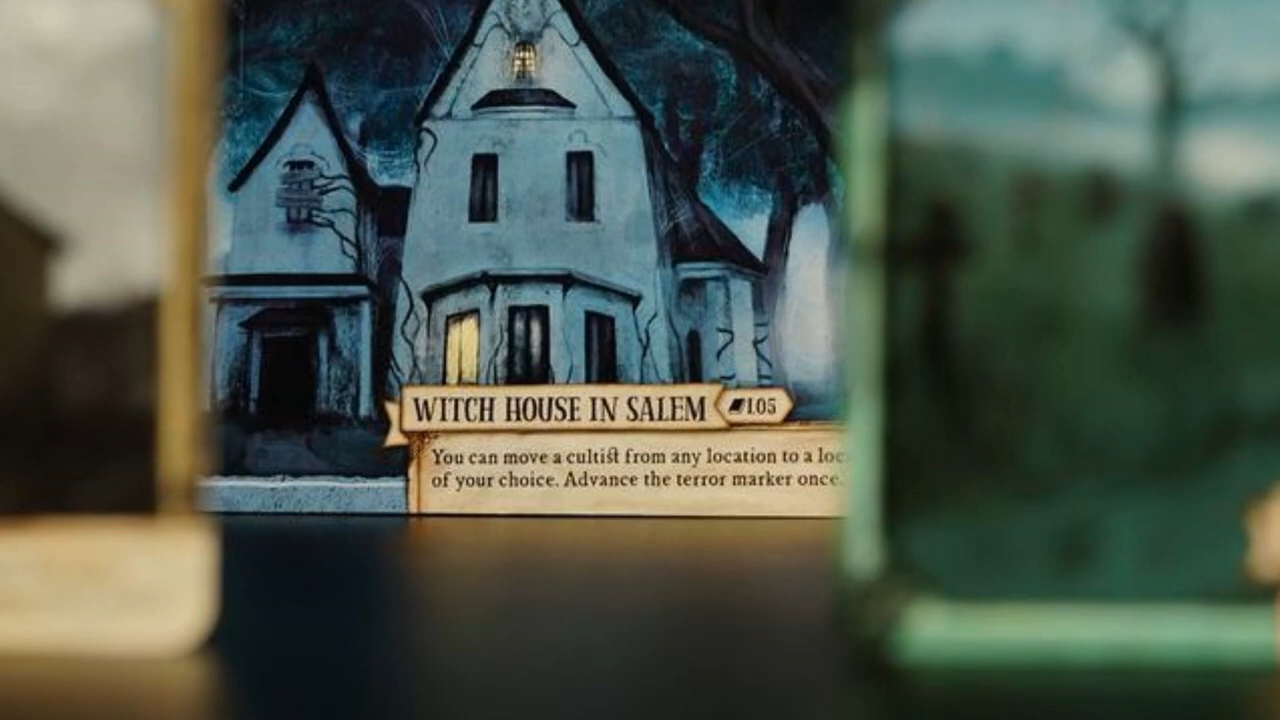 WITCH HOUSE IN SALEM 105
You can move a cultist from any location to a
of your choice. Advance the terror marker once.